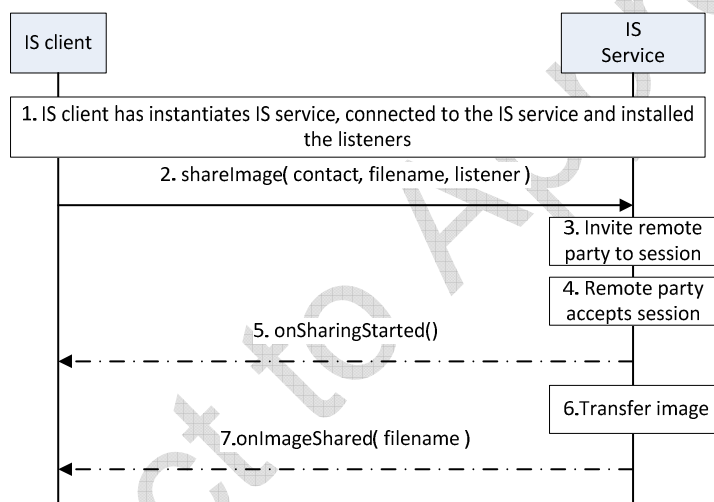 IS client
IS
Service
1. IS client has instantiates IS service, connected to the IS service and installed
the listeners
2. shareImage( contact, filename, listener )
3. Invite remote
party to session
4. Remote party
accepts session
5. onSharingStarted()
6.Transfer image
7.onImageShared( filename )